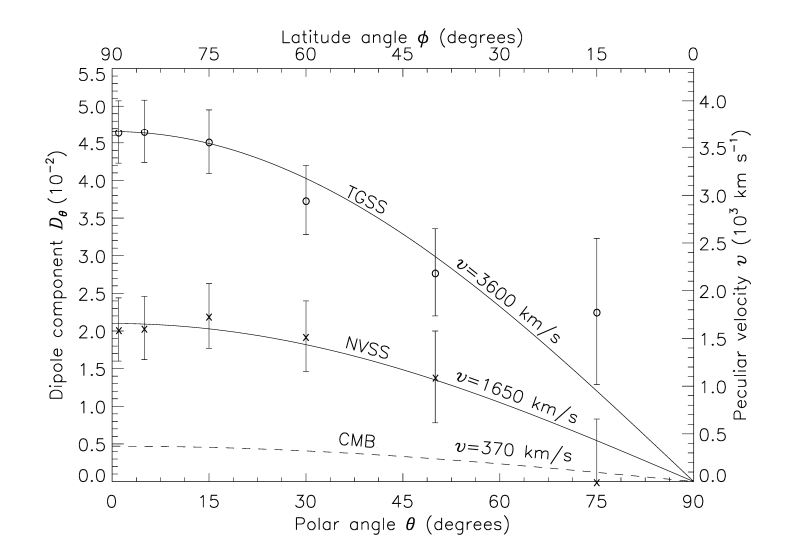 Latitude angle ϕ (degrees)
90 75 60 45 30 15 0
Dipole component D_θ (10⁻²)
5.5
5.0
4.5
4.0
3.5
3.0
2.5
2.0
1.5
1.0
0.5
0.0
Peculiar velocity v (10³ km s⁻¹)
4.0
3.5
3.0
2.5
2.0
1.5
1.0
0.5
0.0
TGSS
v=3600 km/s
NVSS
v=1650 km/s
CMB
v=370 km/s
0 15 30 45 60 75 90
Polar angle θ (degrees)